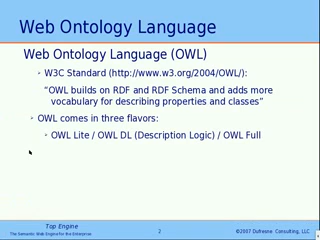 Web Ontology Language
Web Ontology Language (OWL)
W3C Standard (http://www.w3.org/2004/OWL/):
“OWL builds on RDF and RDF Schema and adds more
vocabulary for describing properties and classes”
OWL comes in three flavors:
OWL Lite / OWL DL (Description Logic) / OWL Full
Top Engine
The Semantic Web Engine for the Enterprise
2
©2007 Dufresne Consulting, LLC